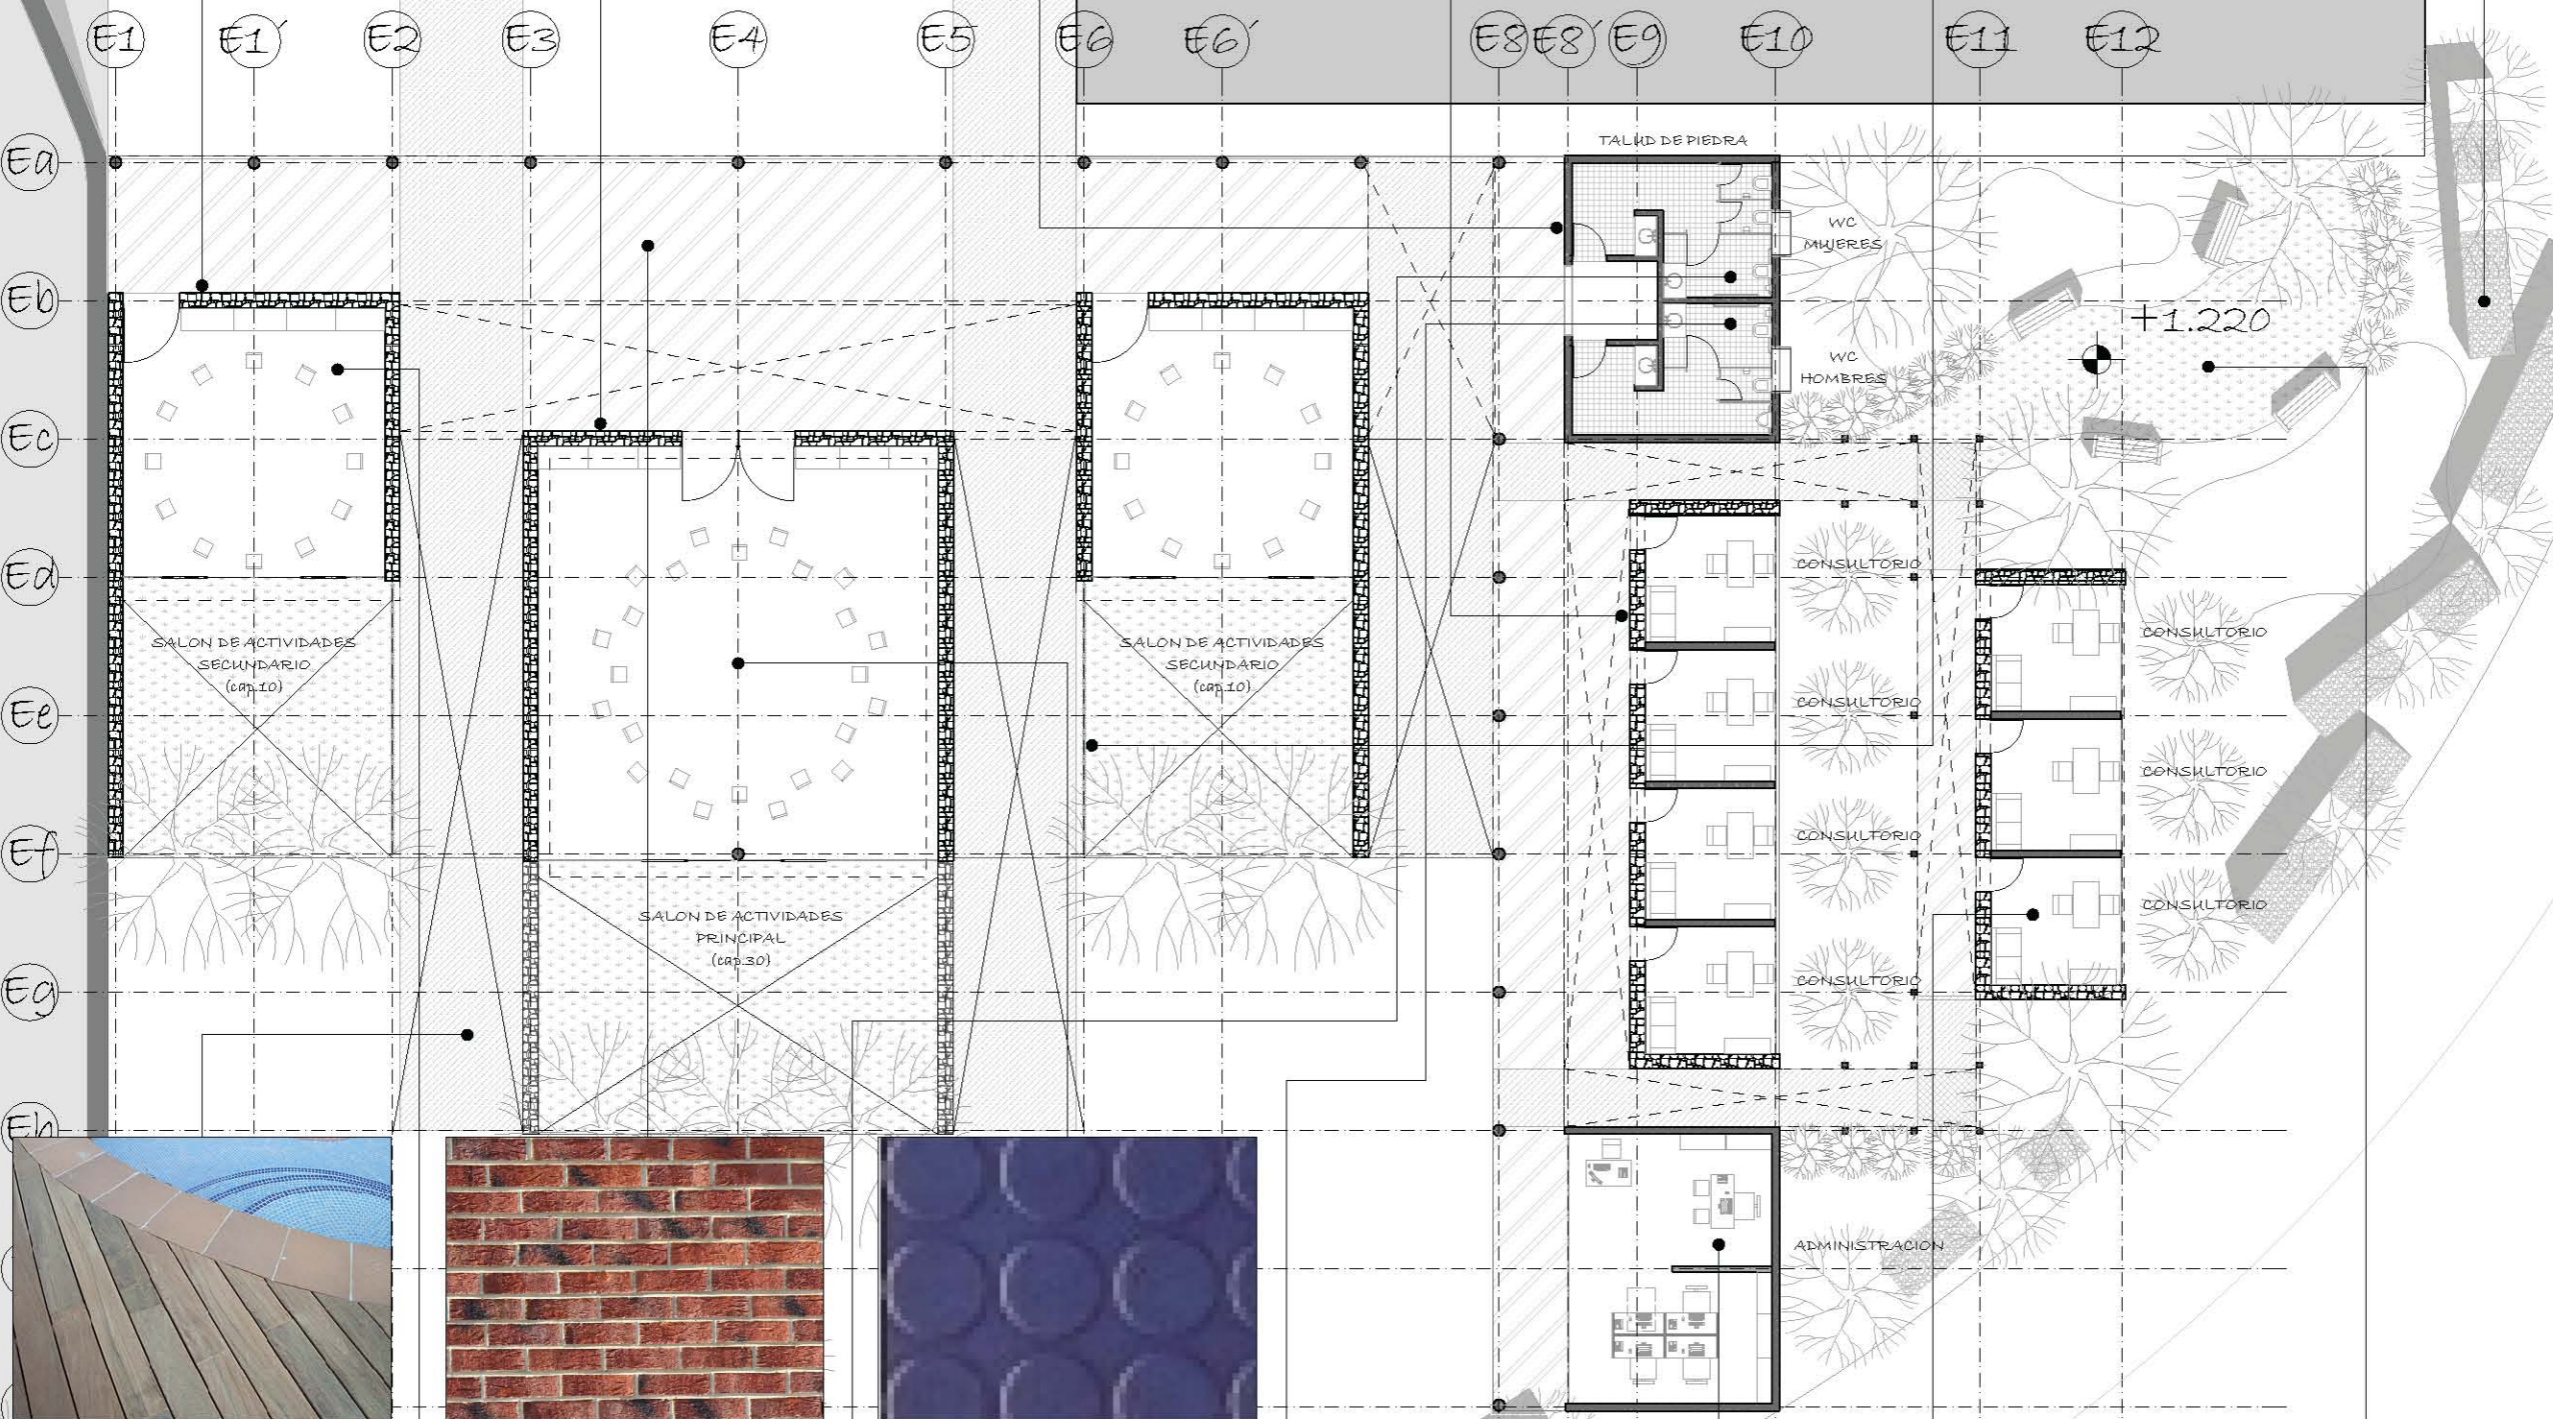 E1 E1´ E2 E3 E4 E5 E6 E6´ E8 E8´ E9 E10 E11 E12
Ea
TALUD DE PIEDRA
WC
MUJERES
Eb
+1.220
WC
HOMBRES
Ec
Ed
CONSULTORIO
CONSULTORIO
SALON DE ACTIVIDADES
SECUNDARIO
(cap.10)
SALON DE ACTIVIDADES
SECUNDARIO
(cap.10)
Ee
CONSULTORIO
CONSULTORIO
CONSULTORIO
Ef
CONSULTORIO
SALON DE ACTIVIDADES
PRINCIPAL
(cap.30)
CONSULTORIO
Eg
Eh
ADMINISTRACION